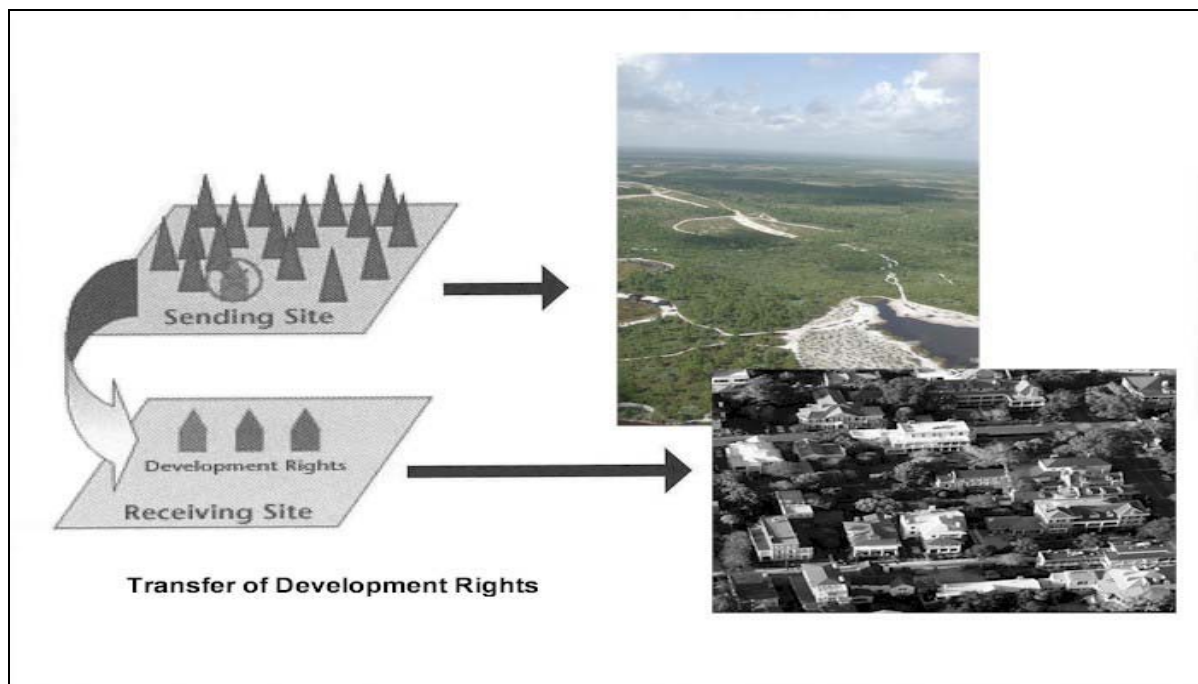 Sending Site
Development Rights
Receiving Site
Transfer of Development Rights